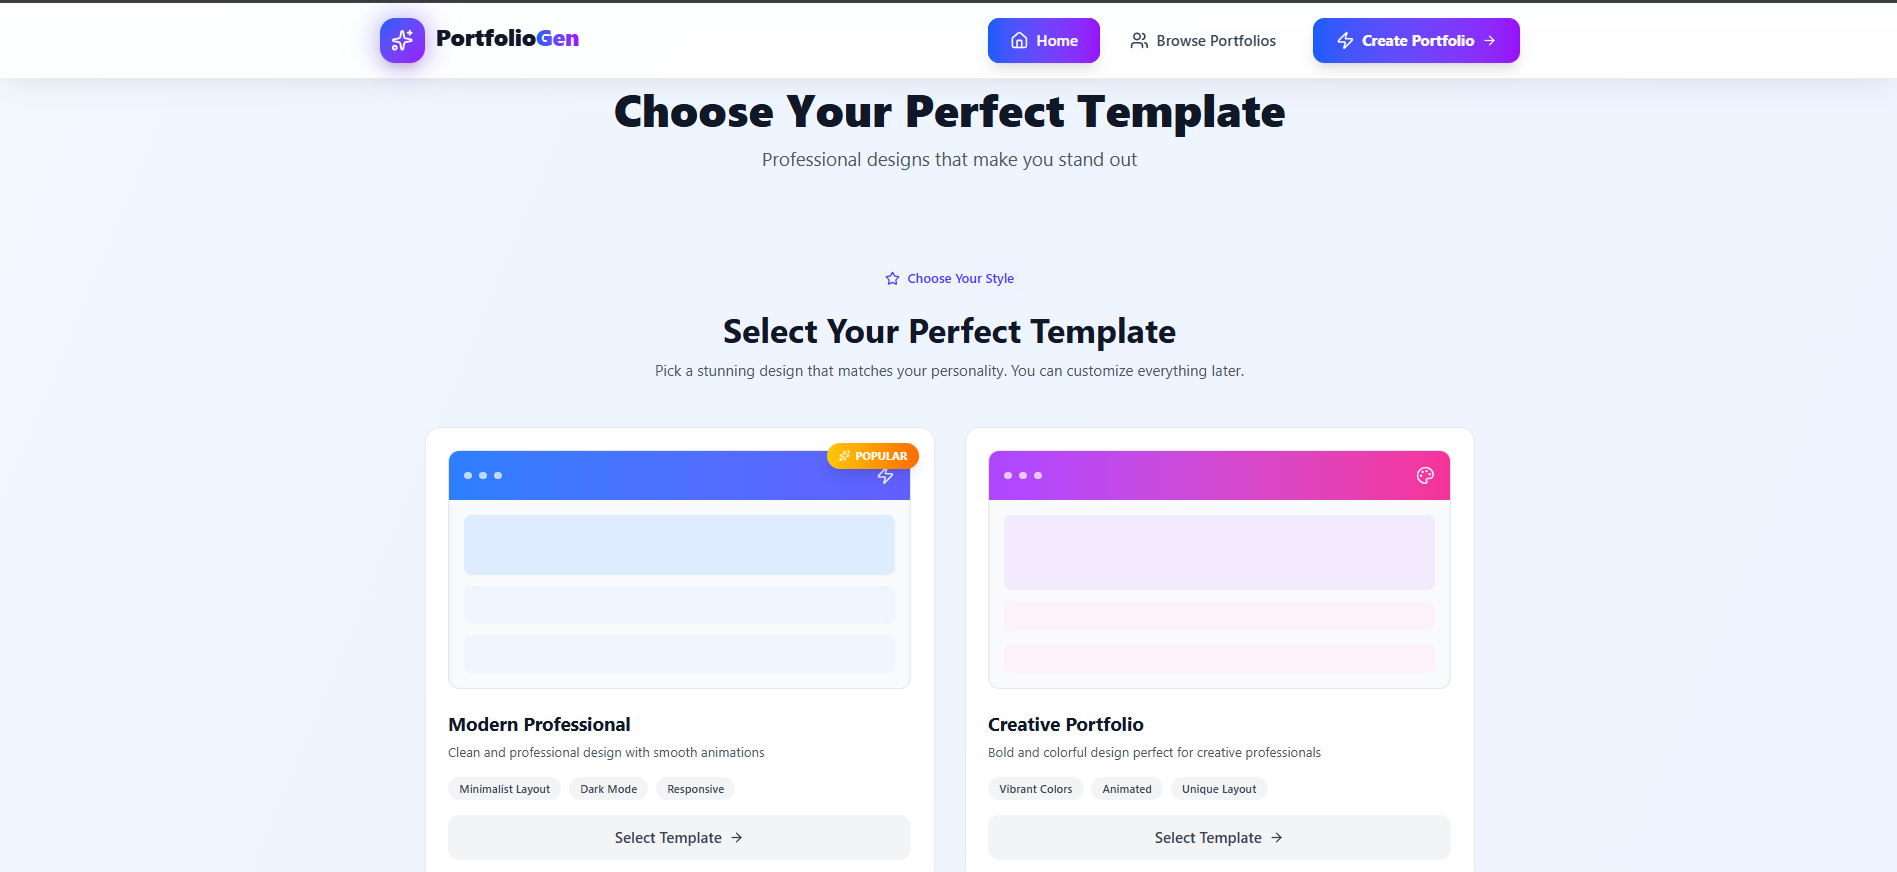 PortfolioGen
Home
Browse Portfolios
Create Portfolio
Choose Your Perfect Template
Professional designs that make you stand out
Choose Your Style
Select Your Perfect Template
Pick a stunning design that matches your personality. You can customize everything later.
POPULAR
Modern Professional
Clean and professional design with smooth animations
Minimalist Layout
Dark Mode
Responsive
Select Template
Creative Portfolio
Bold and colorful design perfect for creative professionals
Vibrant Colors
Animated
Unique Layout
Select Template